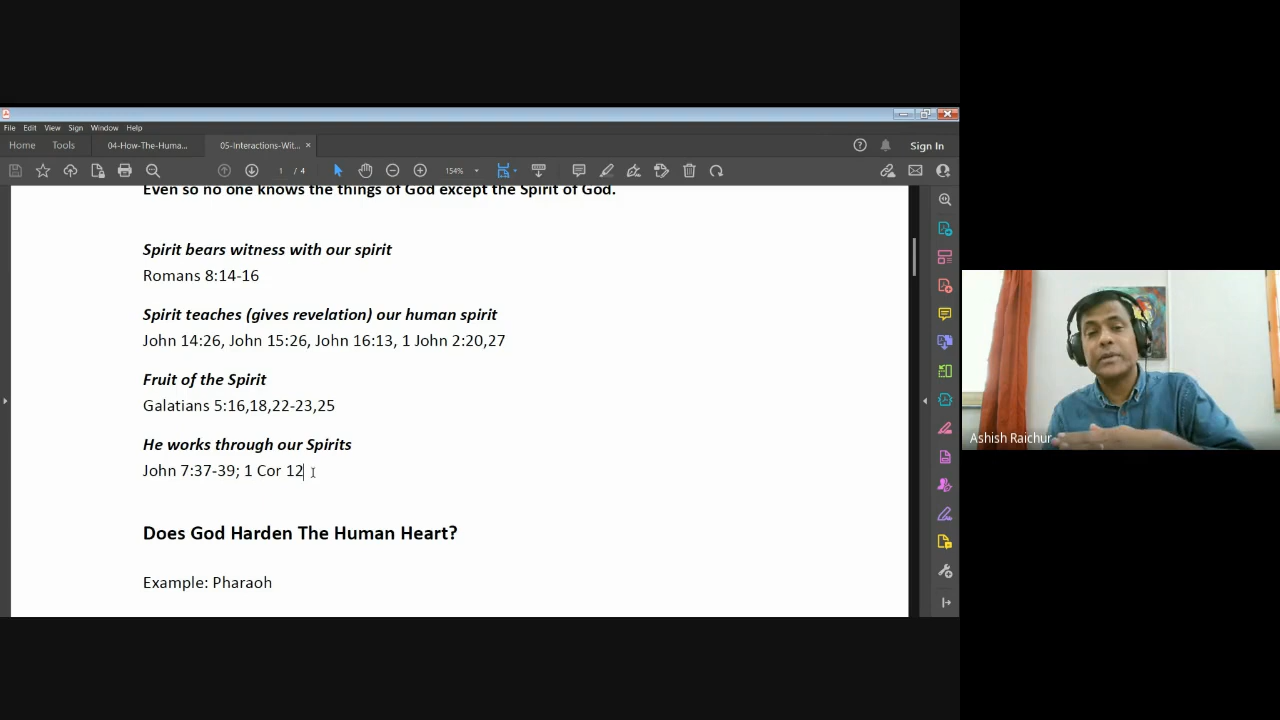 File Edit View Sign Window Help
Home Tools 04-How-The-Huma... 05-Interactions-Wit... × Sign In
1 / 4 154%
Even so no one knows the things of God except the Spirit of God.
Spirit bears witness with our spirit
Romans 8:14-16
Spirit teaches (gives revelation) our human spirit
John 14:26, John 15:26, John 16:13, 1 John 2:20,27
Fruit of the Spirit
Galatians 5:16,18,22-23,25
He works through our Spirits
John 7:37-39; 1 Cor 12
Does God Harden The Human Heart?
Example: Pharaoh
Ashish Raichur